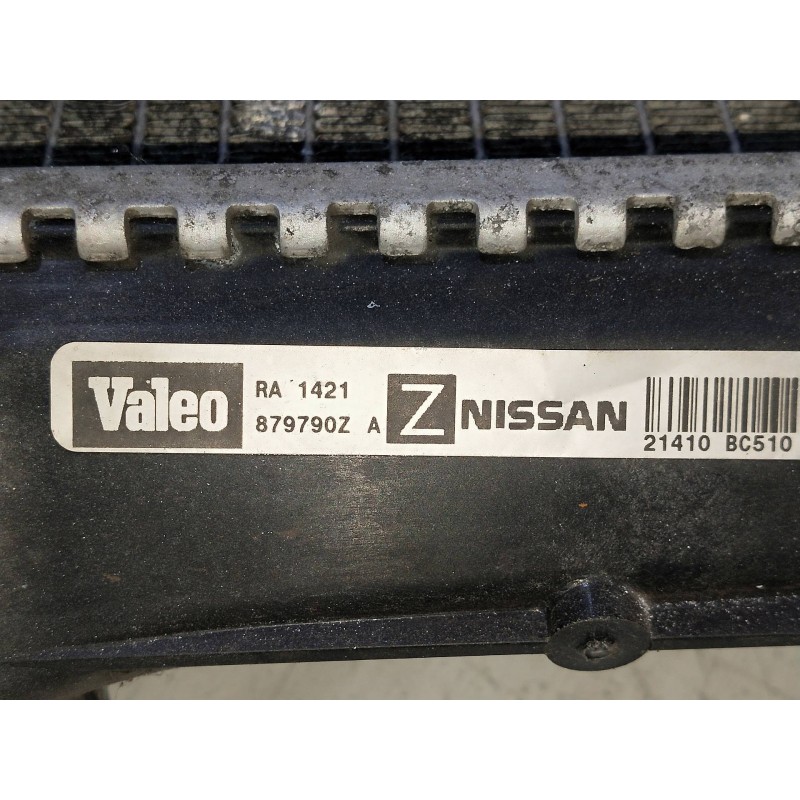 Valeo
RA 1421
879790Z A
Z NISSAN
21410 BC510